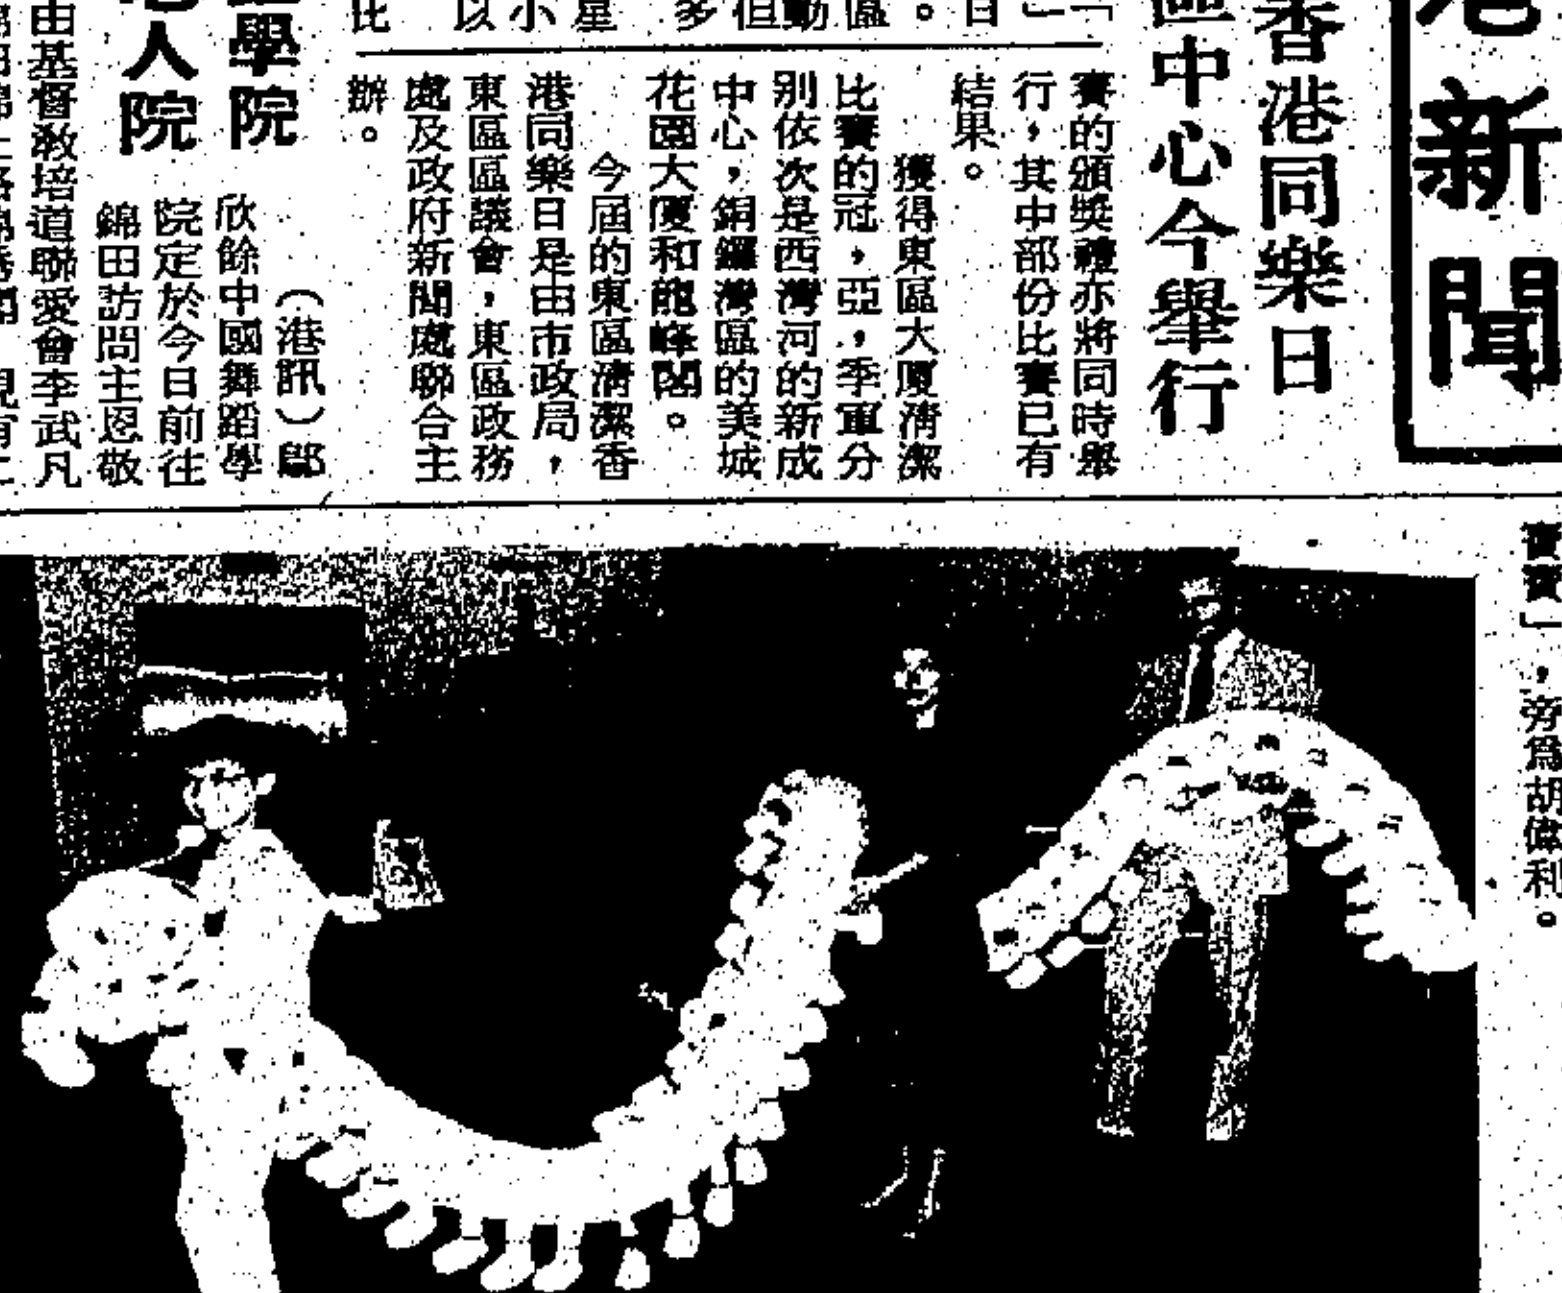 港新聞
香港同樂日
區中心今舉行
賽的頒獎禮亦將同時舉
行，其中部份比賽已有
結果。
獲得東區大厦清潔
比賽的冠，亞，季軍分
別依次是西灣河的新成
中心，銅鑼灣區的美城
花園大厦和龍峰閣。
今屆的東區清潔香
港同樂日是由市政局，
東區區議會，東區政務
處及政府新聞處聯合主
辦。
學院
人院
（港訊）鄔
欣餘中國舞蹈學
院定於今日前往
錦田訪問主恩敬
由基督教培道聯愛會李武凡
寶寶」，旁爲胡偉利。